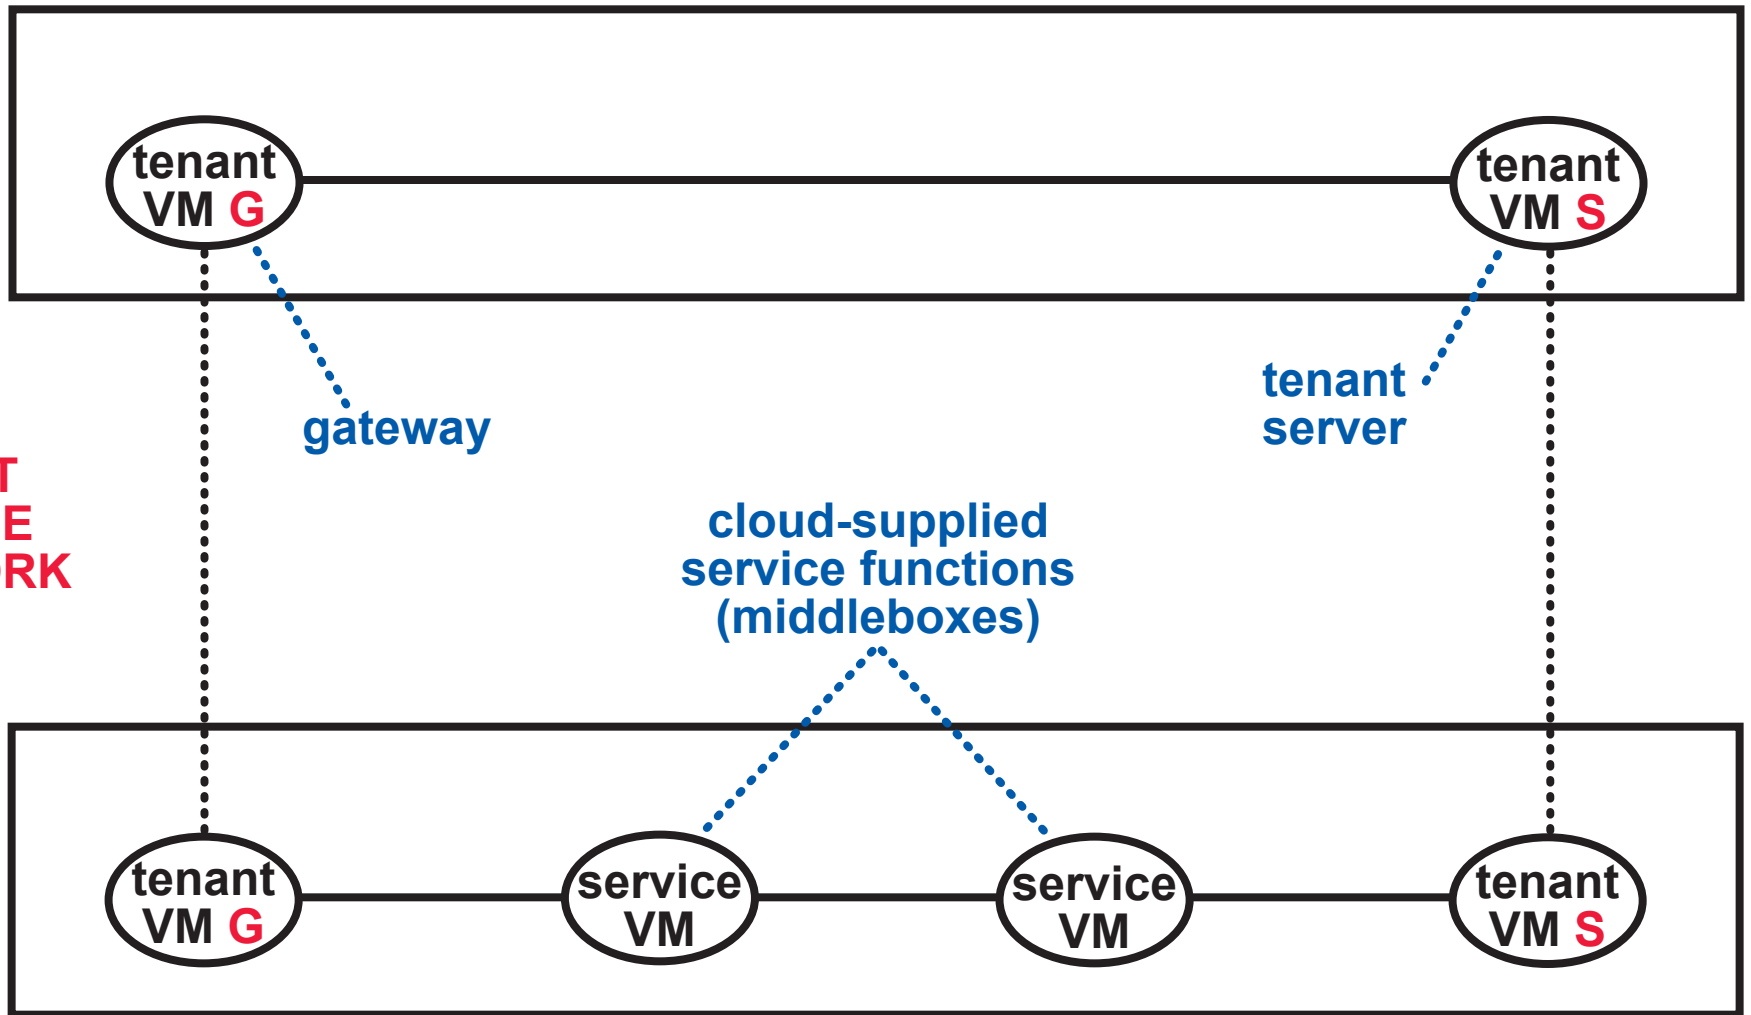 tenant
VM G
tenant
VM S
gateway
tenant
server
T
E
ORK
cloud-supplied
service functions
(middleboxes)
tenant
VM G
service
VM
service
VM
tenant
VM S